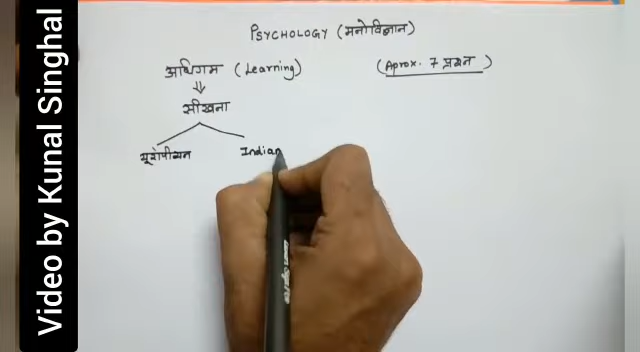 Video by Kunal Singhal
PSYCHOLOGY (मनोविज्ञान)
अधिगम (Learning) (Aprox. 7 प्रश्न)
⇓
सीखना
यूरोपीयन Indian